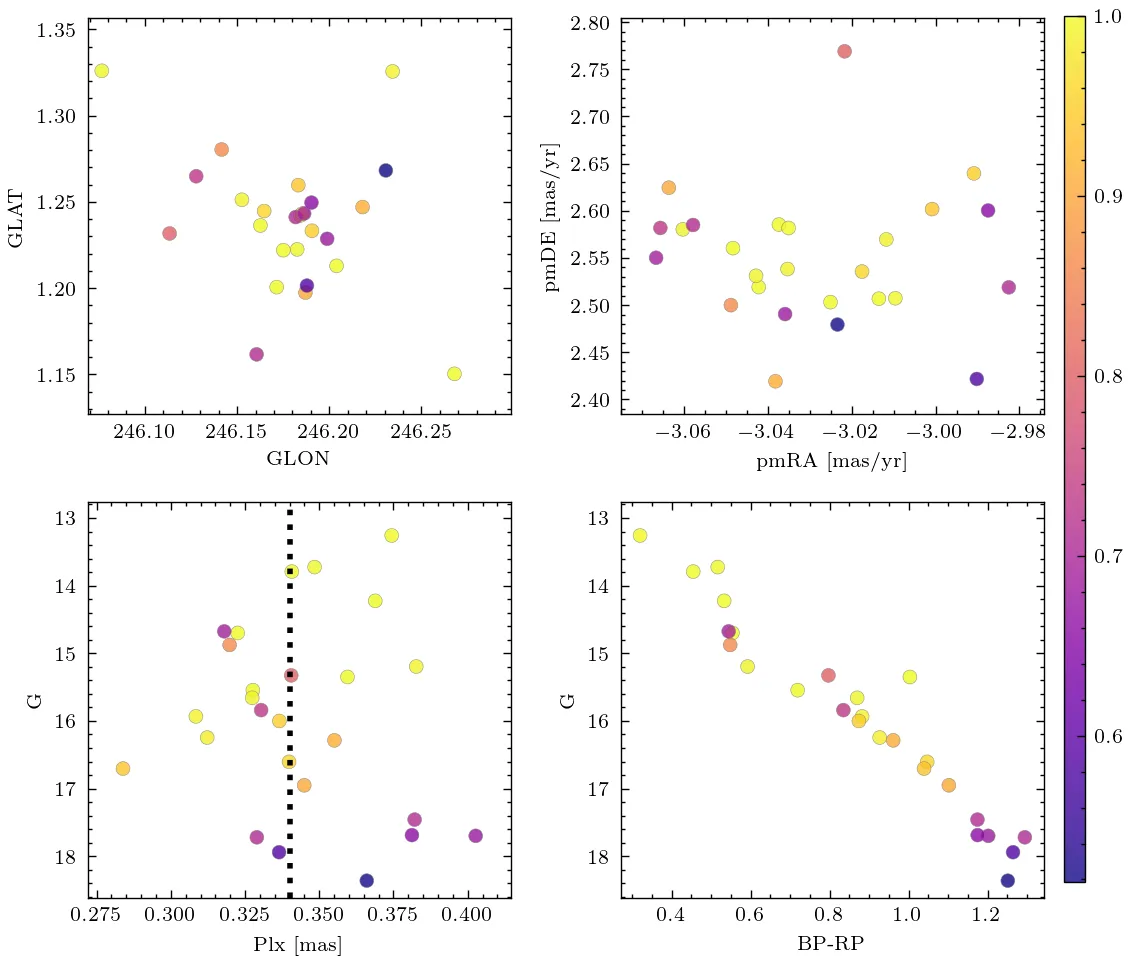 1.35
1.30
1.25
1.20
1.15
GLAT
246.10 246.15 246.20 246.25
GLON
2.80
2.75
2.70
2.65
2.60
2.55
2.50
2.45
2.40
pmDE [mas/yr]
−3.06 −3.04 −3.02 −3.00 −2.98
pmRA [mas/yr]
1.0
0.9
0.8
0.7
0.6
13
14
15
16
17
18
G
0.275 0.300 0.325 0.350 0.375 0.400
Plx [mas]
13
14
15
16
17
18
G
0.4 0.6 0.8 1.0 1.2
BP-RP